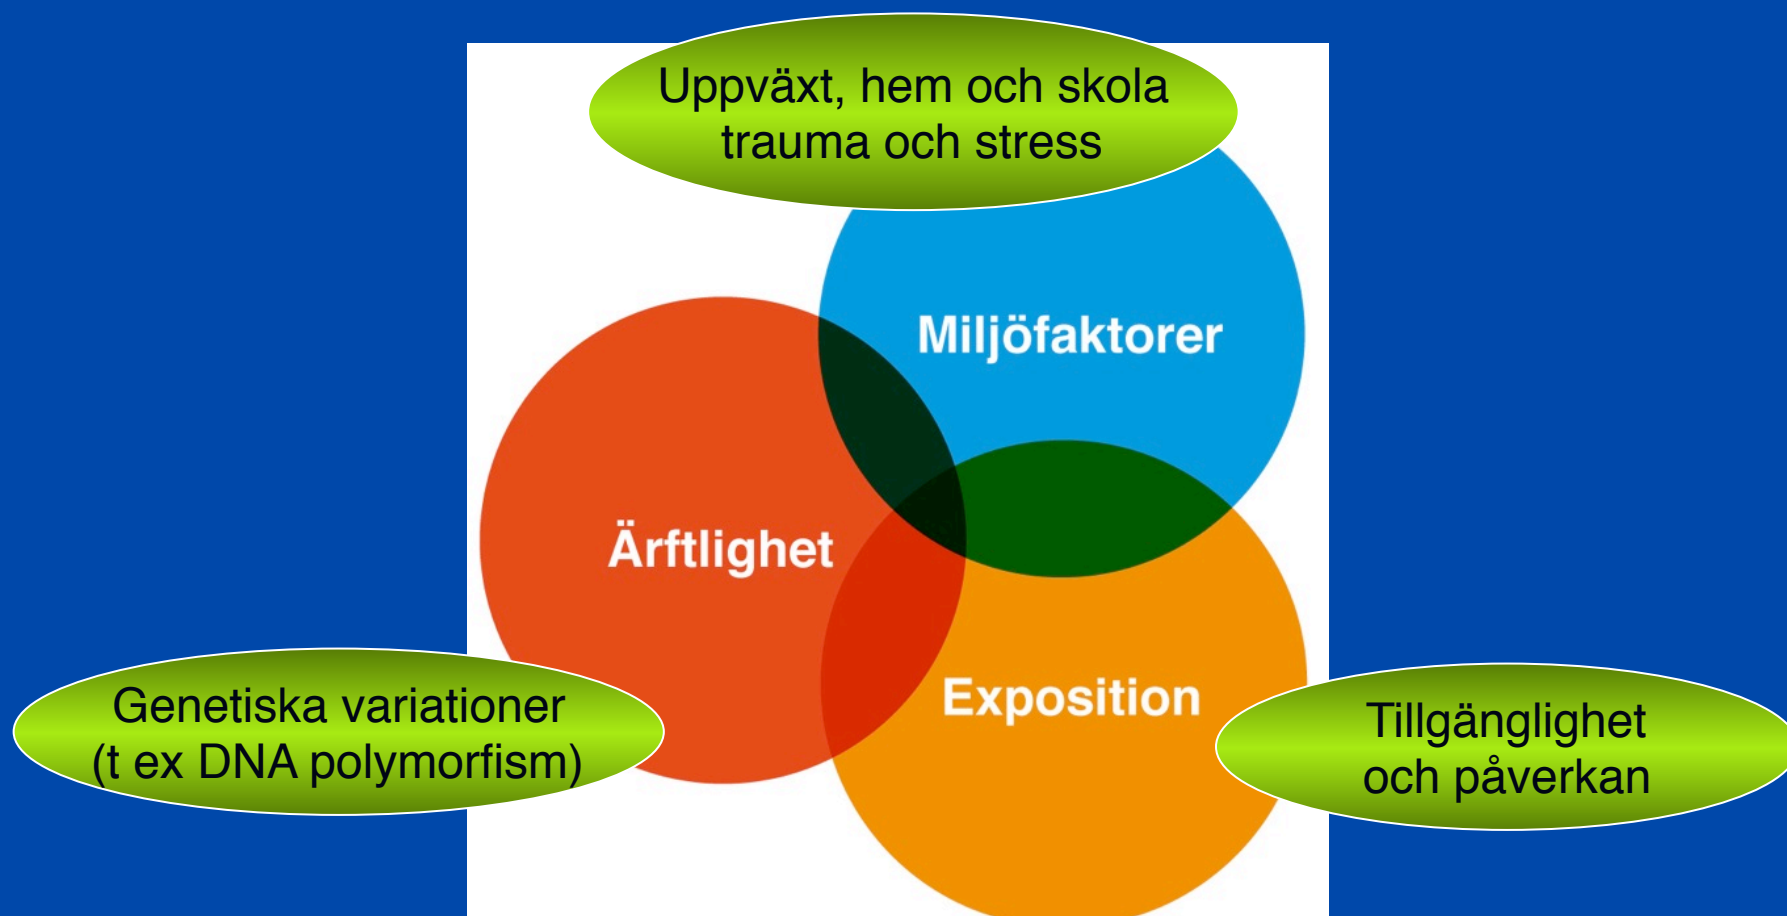 Uppväxt, hem och skola
trauma och stress
Miljöfaktorer
Ärftlighet
Exposition
Genetiska variationer
(t ex DNA polymorfism)
Tillgänglighet
och påverkan